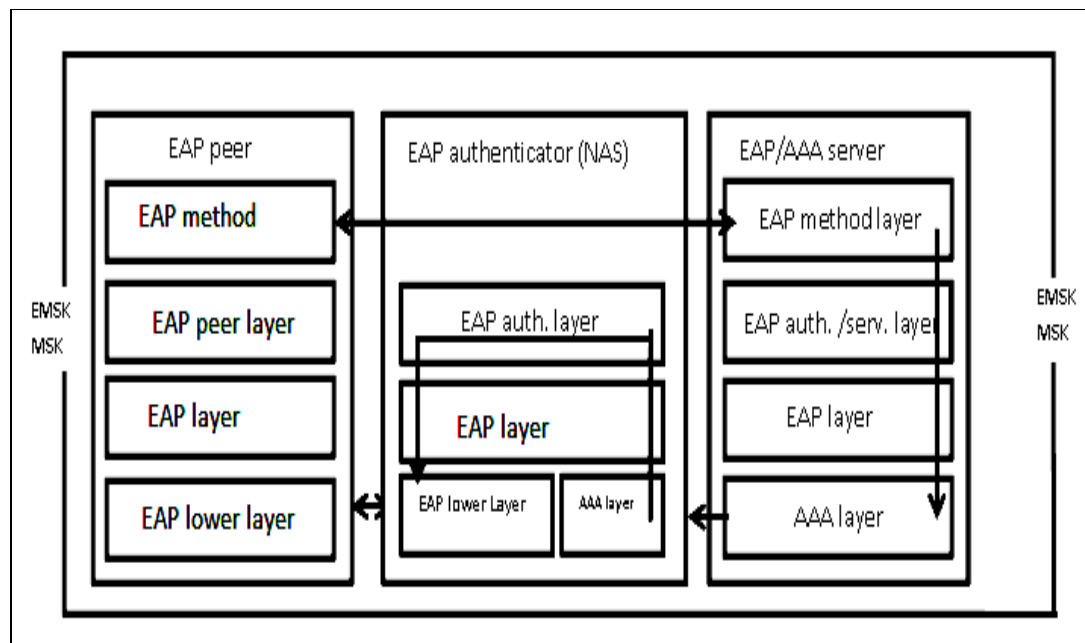 EAP peer
EAP method
EAP peer layer
EAP layer
EAP lower layer
EAP authenticator (NAS)
EAP auth. layer
EAP layer
EAP lower Layer
AAA layer
EAP/AAA server
EAP method layer
EAP auth. /serv. layer
EAP layer
AAA layer
EMSK
MSK
EMSK
MSK